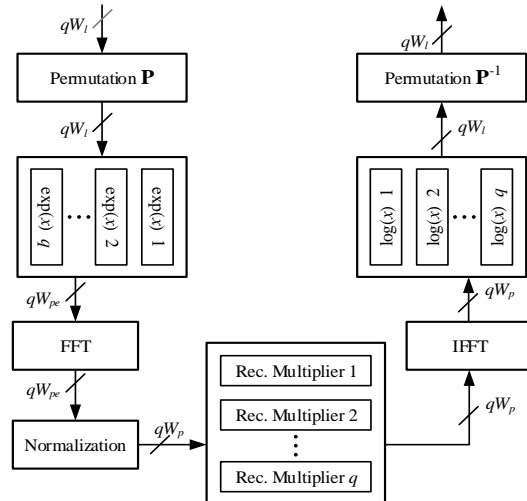 qW_l
Permutation P
qW_l
exp(x) q
...
exp(x) 2
exp(x) 1
qW_pe
FFT
qW_pe
Normalization
qW_p
Rec. Multiplier 1
Rec. Multiplier 2
⋮
Rec. Multiplier q
qW_p
IFFT
qW_p
log(x) 1
log(x) 2
...
log(x) q
qW_l
Permutation P^-1
qW_l